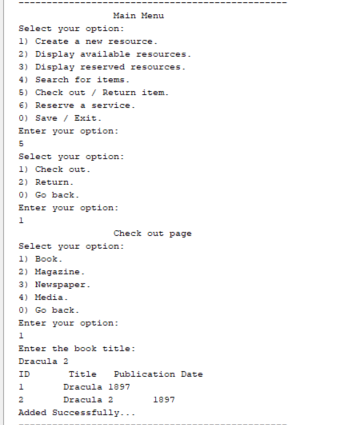 --------------------------------------------------
Main Menu
Select your option:
1) Create a new resource.
2) Display available resources.
3) Display reserved resources.
4) Search for items.
5) Check out / Return item.
6) Reserve a service.
0) Save / Exit.
Enter your option:
5
Select your option:
1) Check out.
2) Return.
0) Go back.
Enter your option:
1
Check out page
Select your option:
1) Book.
2) Magazine.
3) Newspaper.
4) Media.
0) Go back.
Enter your option:
1
Enter the book title:
Dracula 2
ID Title Publication Date
1 Dracula 1897
2 Dracula 2 1897
Added Successfully...
--------------------------------------------------